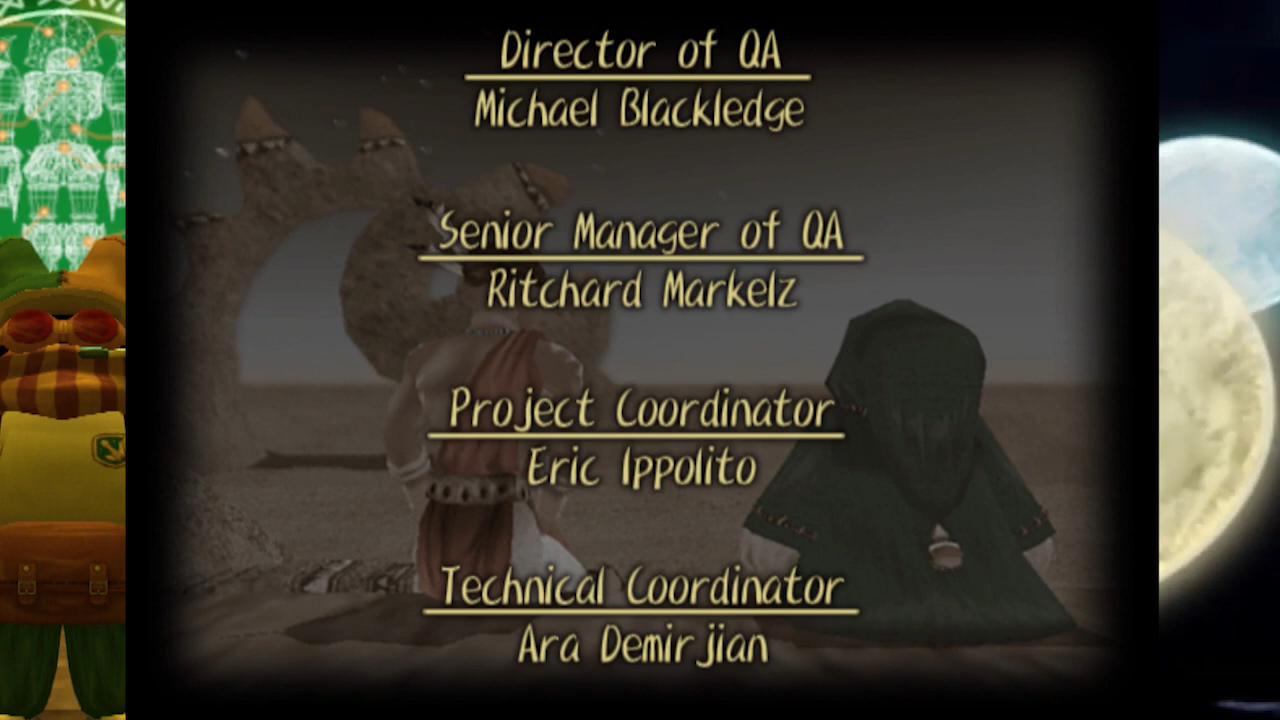 Director of QA
Michael Blackledge
Senior Manager of QA
Ritchard Markelz
Project Coordinator
Eric Ippolito
Technical Coordinator
Ara Demirjian